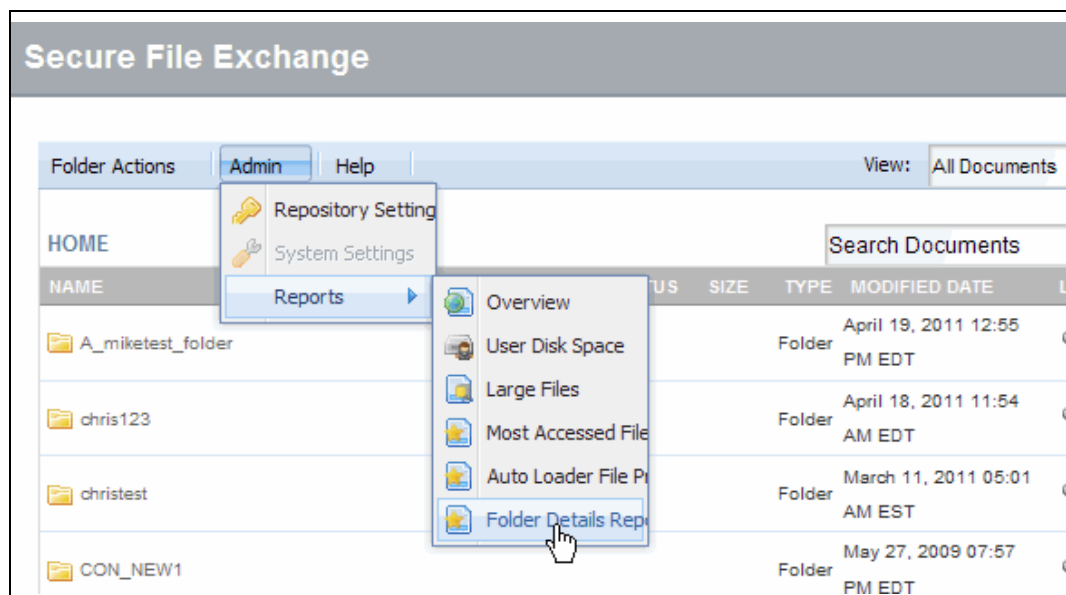 Secure File Exchange
Folder Actions Admin Help View: All Documents
Repository Setting
System Settings
Reports
HOME Search Documents
NAME TUS SIZE TYPE MODIFIED DATE L
Overview
User Disk Space
Large Files
Most Accessed File
Auto Loader File Pr
Folder Details Repo
A_miketest_folder Folder April 19, 2011 12:55
PM EDT
chris123 Folder April 18, 2011 11:54
AM EDT
christest Folder March 11, 2011 05:01
AM EST
CON_NEW1 Folder May 27, 2009 07:57
PM EDT